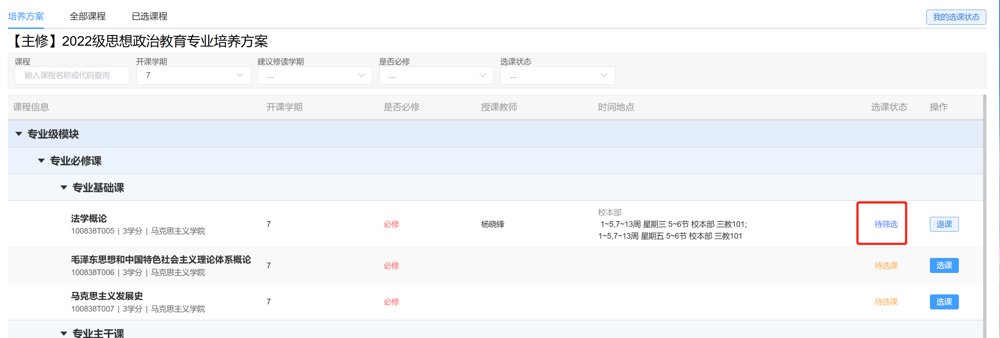 培养方案 全部课程 已选课程 我的选课状态
【主修】2022级思想政治教育专业培养方案
课程 开课学期 建议修读学期 是否必修 选课状态
输入课程名称或代码查询 7 ... ... ...
课程信息 开课学期 是否必修 授课教师 时间地点 选课状态 操作
专业级模块
专业必修课
专业基础课
校本部
法学概论
7 必修 杨晓锋 1~5,7~13周 星期三 5~6节 校本部 三教101; 待筛选 退课
100838T005 | 3学分 | 马克思主义学院
1~5,7~13周 星期五 5~6节 校本部 三教101
毛泽东思想和中国特色社会主义理论体系概论
7 必修 待选课 选课
100838T006 | 3学分 | 马克思主义学院
马克思主义发展史
7 必修 待选课 选课
100838T007 | 3学分 | 马克思主义学院
专业主干课